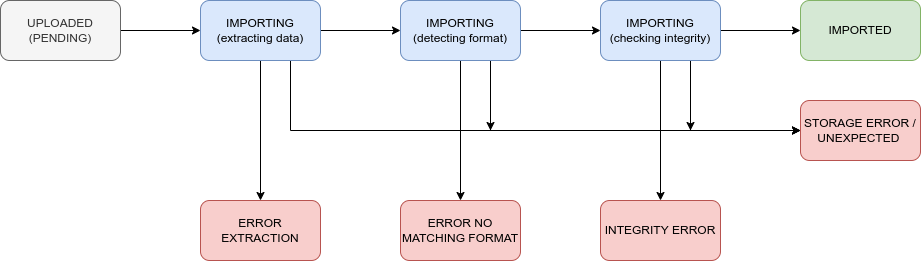 UPLOADED
(PENDING)
IMPORTING
(extracting data)
IMPORTING
(detecting format)
IMPORTING
(checking integrity)
IMPORTED
STORAGE ERROR /
UNEXPECTED
ERROR
EXTRACTION
ERROR NO
MATCHING FORMAT
INTEGRITY ERROR